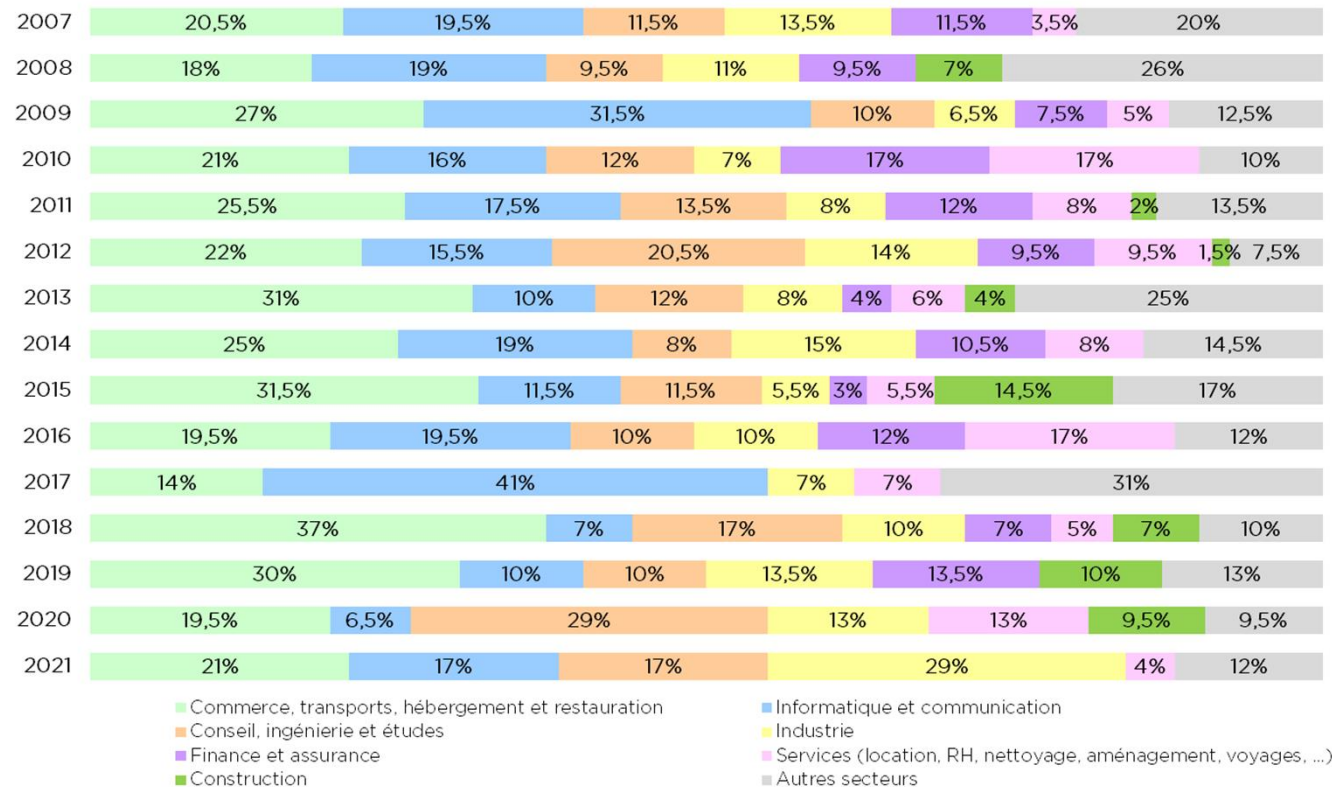 2007 20,5% 19,5% 11,5% 13,5% 11,5% 3,5% 20%
2008 18% 19% 9,5% 11% 9,5% 7% 26%
2009 27% 31,5% 10% 6,5% 7,5% 5% 12,5%
2010 21% 16% 12% 7% 17% 17% 10%
2011 25,5% 17,5% 13,5% 8% 12% 8% 2% 13,5%
2012 22% 15,5% 20,5% 14% 9,5% 9,5% 1,5% 7,5%
2013 31% 10% 12% 8% 4% 6% 4% 25%
2014 25% 19% 8% 15% 10,5% 8% 14,5%
2015 31,5% 11,5% 11,5% 5,5% 3% 5,5% 14,5% 17%
2016 19,5% 19,5% 10% 10% 12% 17% 12%
2017 14% 41% 7% 7% 31%
2018 37% 7% 17% 10% 7% 5% 7% 10%
2019 30% 10% 10% 13,5% 13,5% 10% 13%
2020 19,5% 6,5% 29% 13% 13% 9,5% 9,5%
2021 21% 17% 17% 29% 4% 12%
Commerce, transports, hébergement et restauration Informatique et communication
Conseil, ingénierie et études Industrie
Finance et assurance Services (location, RH, nettoyage, aménagement, voyages, ...)
Construction Autres secteurs